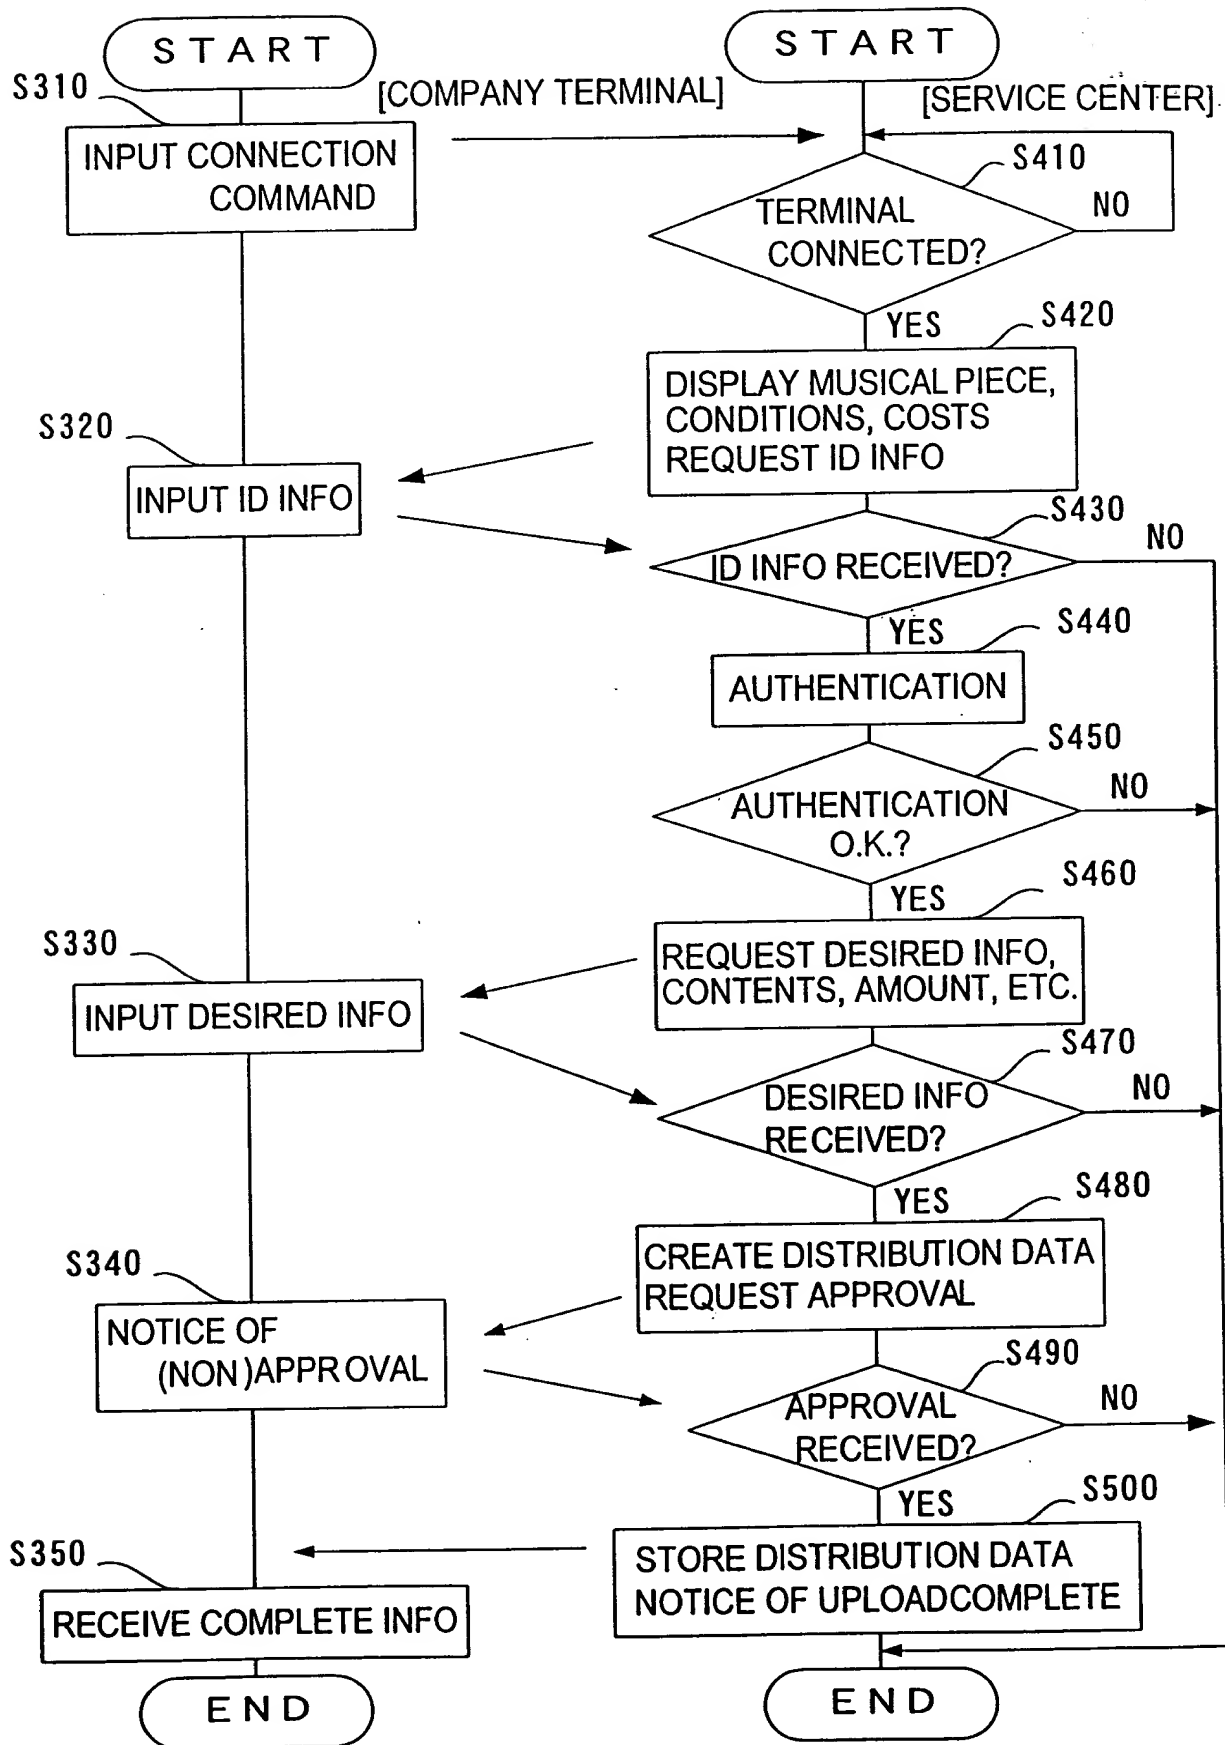 START
START
S310
[COMPANY TERMINAL]
[SERVICE CENTER]
INPUT CONNECTION
COMMAND
S410
TERMINAL
CONNECTED?
NO
YES
S420
DISPLAY MUSICAL PIECE,
CONDITIONS, COSTS
REQUEST ID INFO
S320
INPUT ID INFO
S430
ID INFO RECEIVED?
NO
YES
S440
AUTHENTICATION
S450
AUTHENTICATION
O.K.?
NO
YES
S460
REQUEST DESIRED INFO,
CONTENTS, AMOUNT, ETC.
S330
INPUT DESIRED INFO
S470
DESIRED INFO
RECEIVED?
NO
YES
S480
CREATE DISTRIBUTION DATA
REQUEST APPROVAL
S340
NOTICE OF
(NON)APPROVAL
S490
APPROVAL
RECEIVED?
NO
YES
S500
STORE DISTRIBUTION DATA
NOTICE OF UPLOADCOMPLETE
S350
RECEIVE COMPLETE INFO
END
END